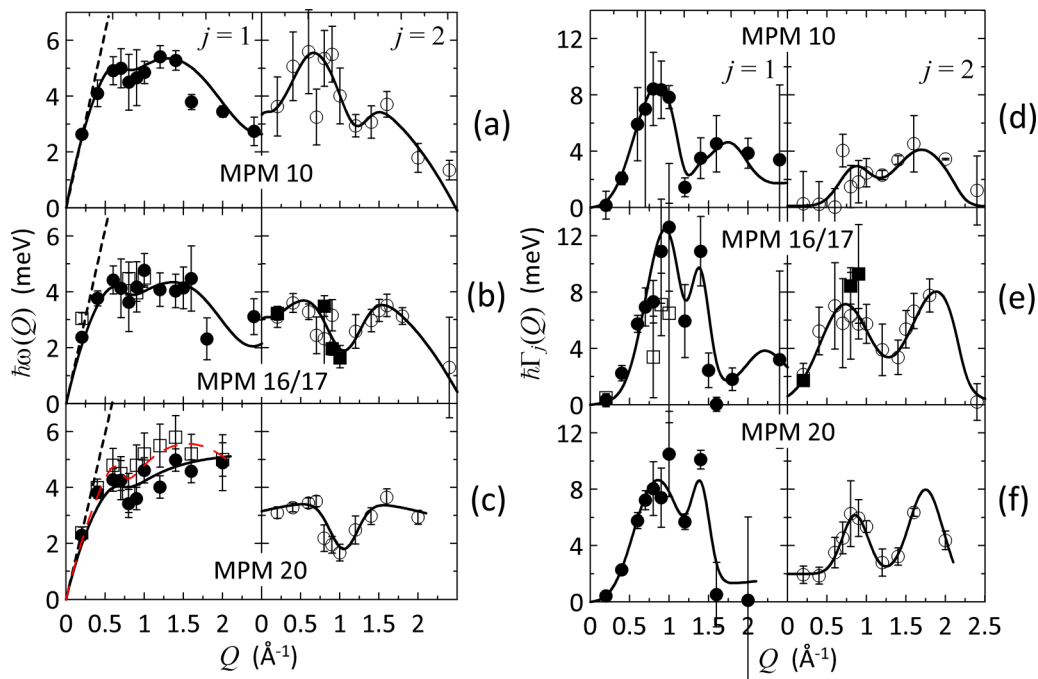 j = 1
j = 2
(a)
MPM 10
6
4
2
0
(b)
MPM 16/17
6
4
2
0
(c)
MPM 20
6
4
2
0
ℏω(Q) (meV)
0 0.5 1 1.5 2 0 0.5 1 1.5 2 2.5
Q (Å⁻¹)
MPM 10
j = 1
j = 2
(d)
12
8
4
0
MPM 16/17
(e)
12
8
4
0
MPM 20
(f)
12
8
4
0
ℏΓj(Q) (meV)
0 0.5 1 1.5 2 0 0.5 1 1.5 2 2.5
Q (Å⁻¹)